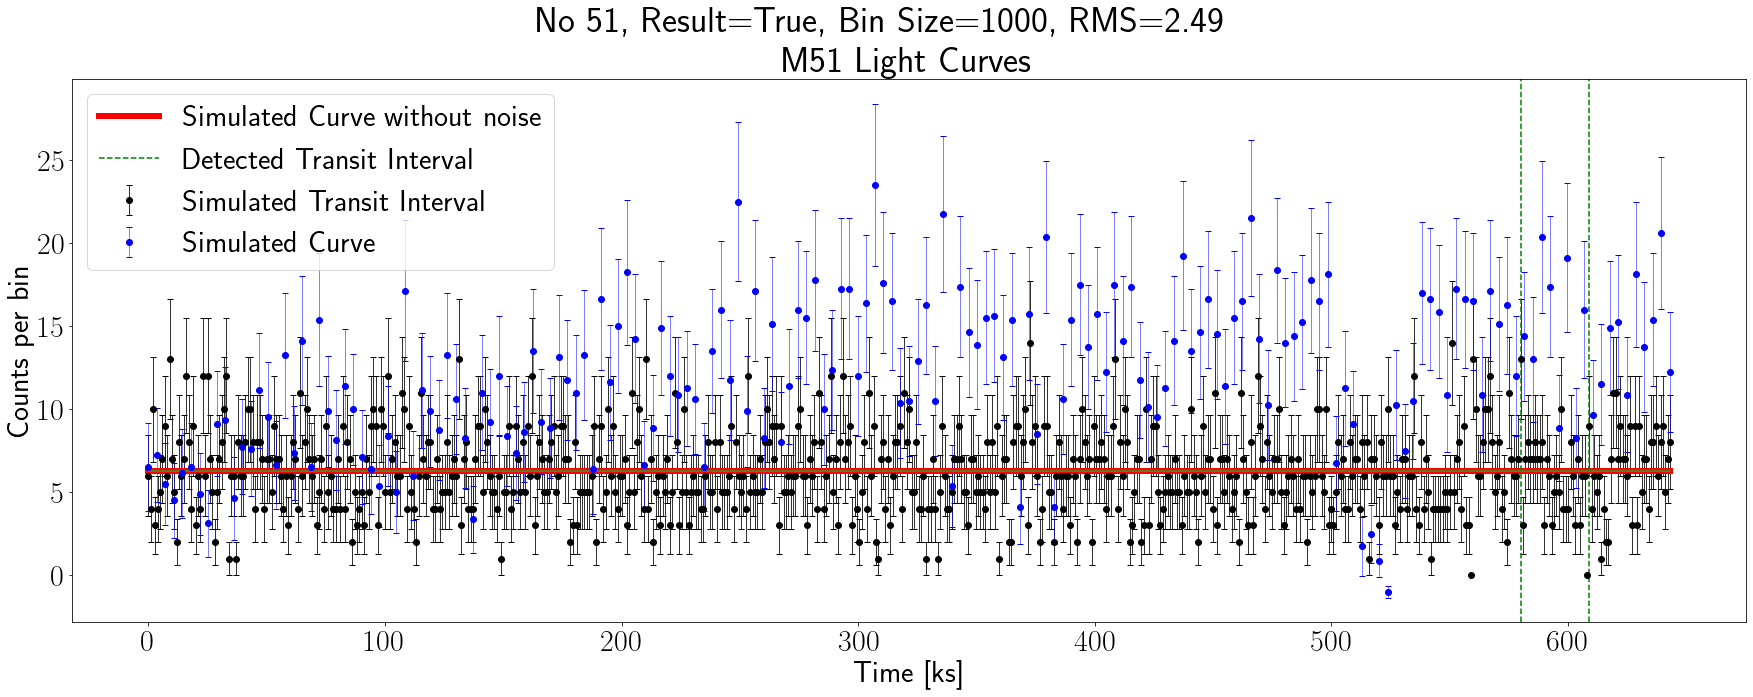 No 51, Result=True, Bin Size=1000, RMS=2.49
M51 Light Curves
Simulated Curve without noise
Detected Transit Interval
Simulated Transit Interval
Simulated Curve
Counts per bin
25
20
15
10
5
0
0 100 200 300 400 500 600
Time [ks]